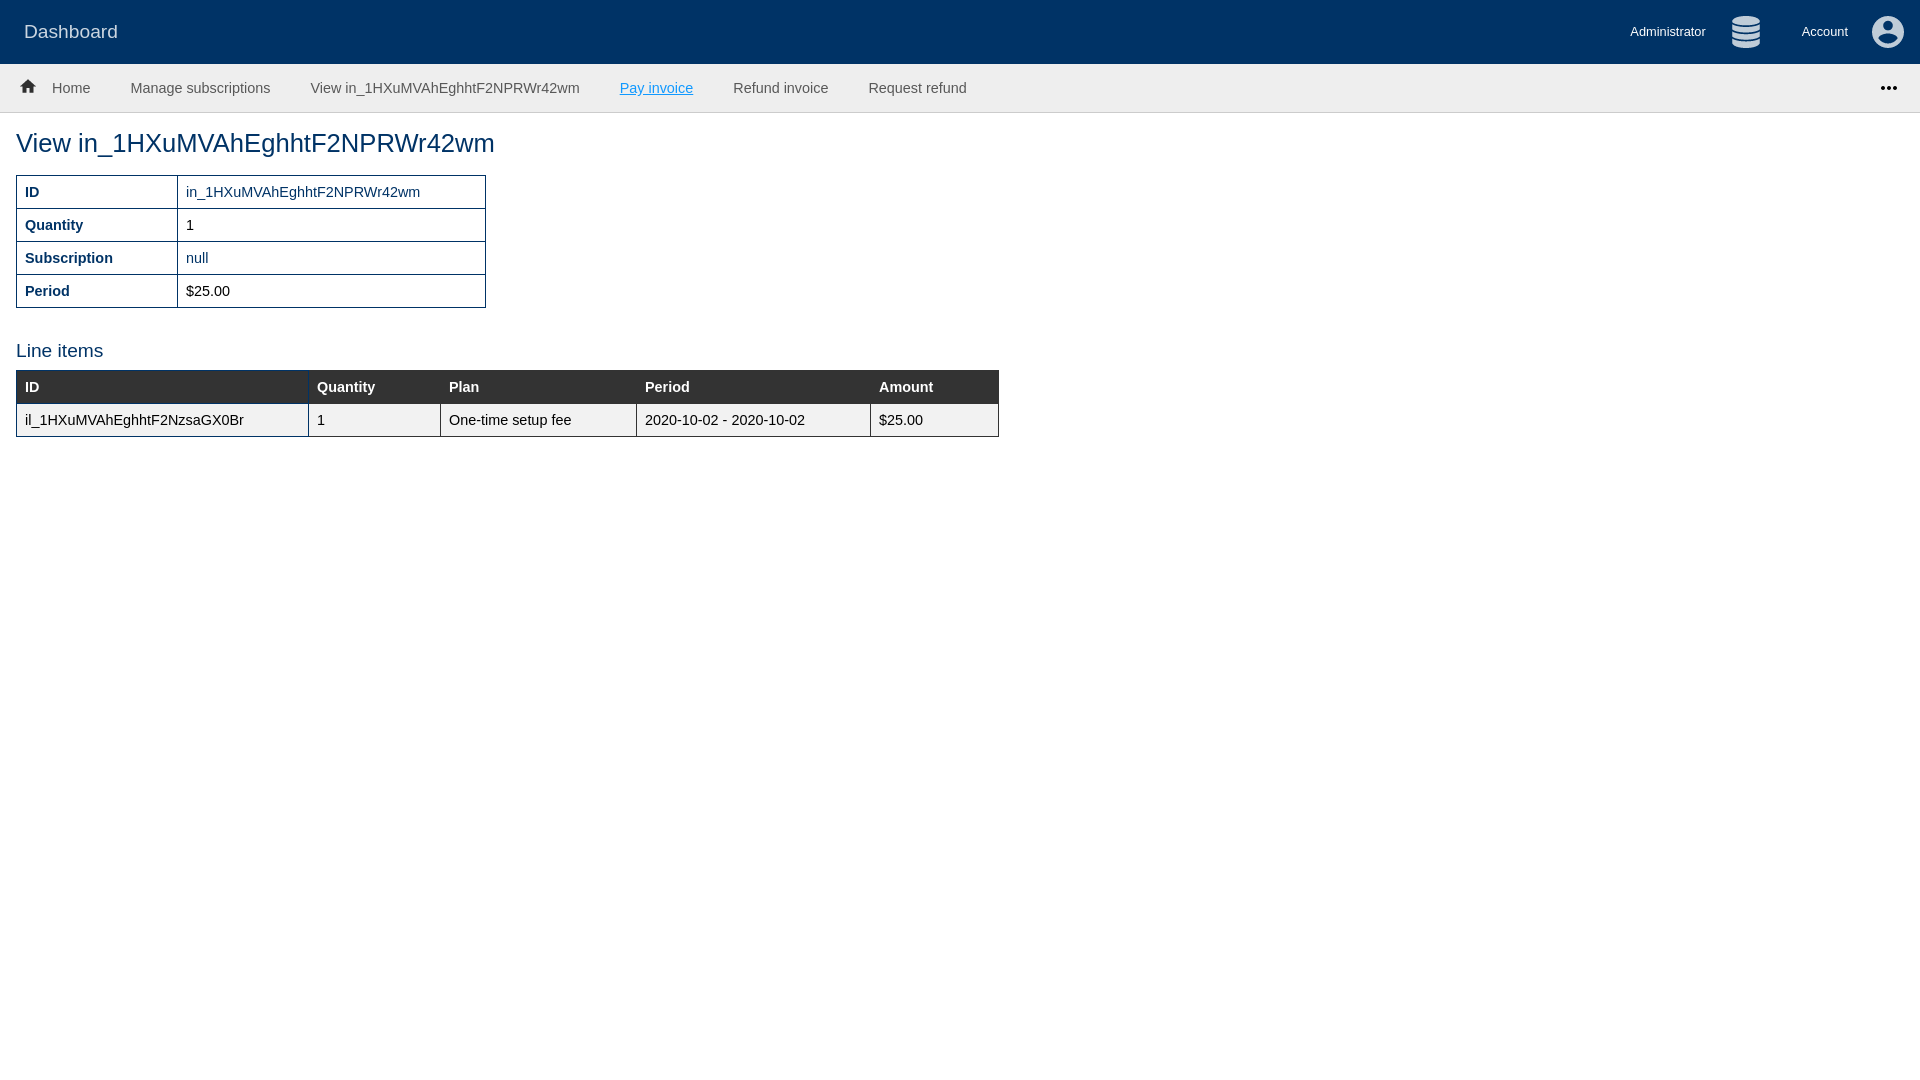 Dashboard
Administrator
Account
Home
Manage subscriptions
View in_1HXuMVAhEghhtF2NPRWr42wm
Pay invoice
Refund invoice
Request refund
View in_1HXuMVAhEghhtF2NPRWr42wm
ID in_1HXuMVAhEghhtF2NPRWr42wm
Quantity 1
Subscription null
Period $25.00
Line items
ID Quantity Plan Period Amount
il_1HXuMVAhEghhtF2NzsaGX0Br 1 One-time setup fee 2020-10-02 - 2020-10-02 $25.00